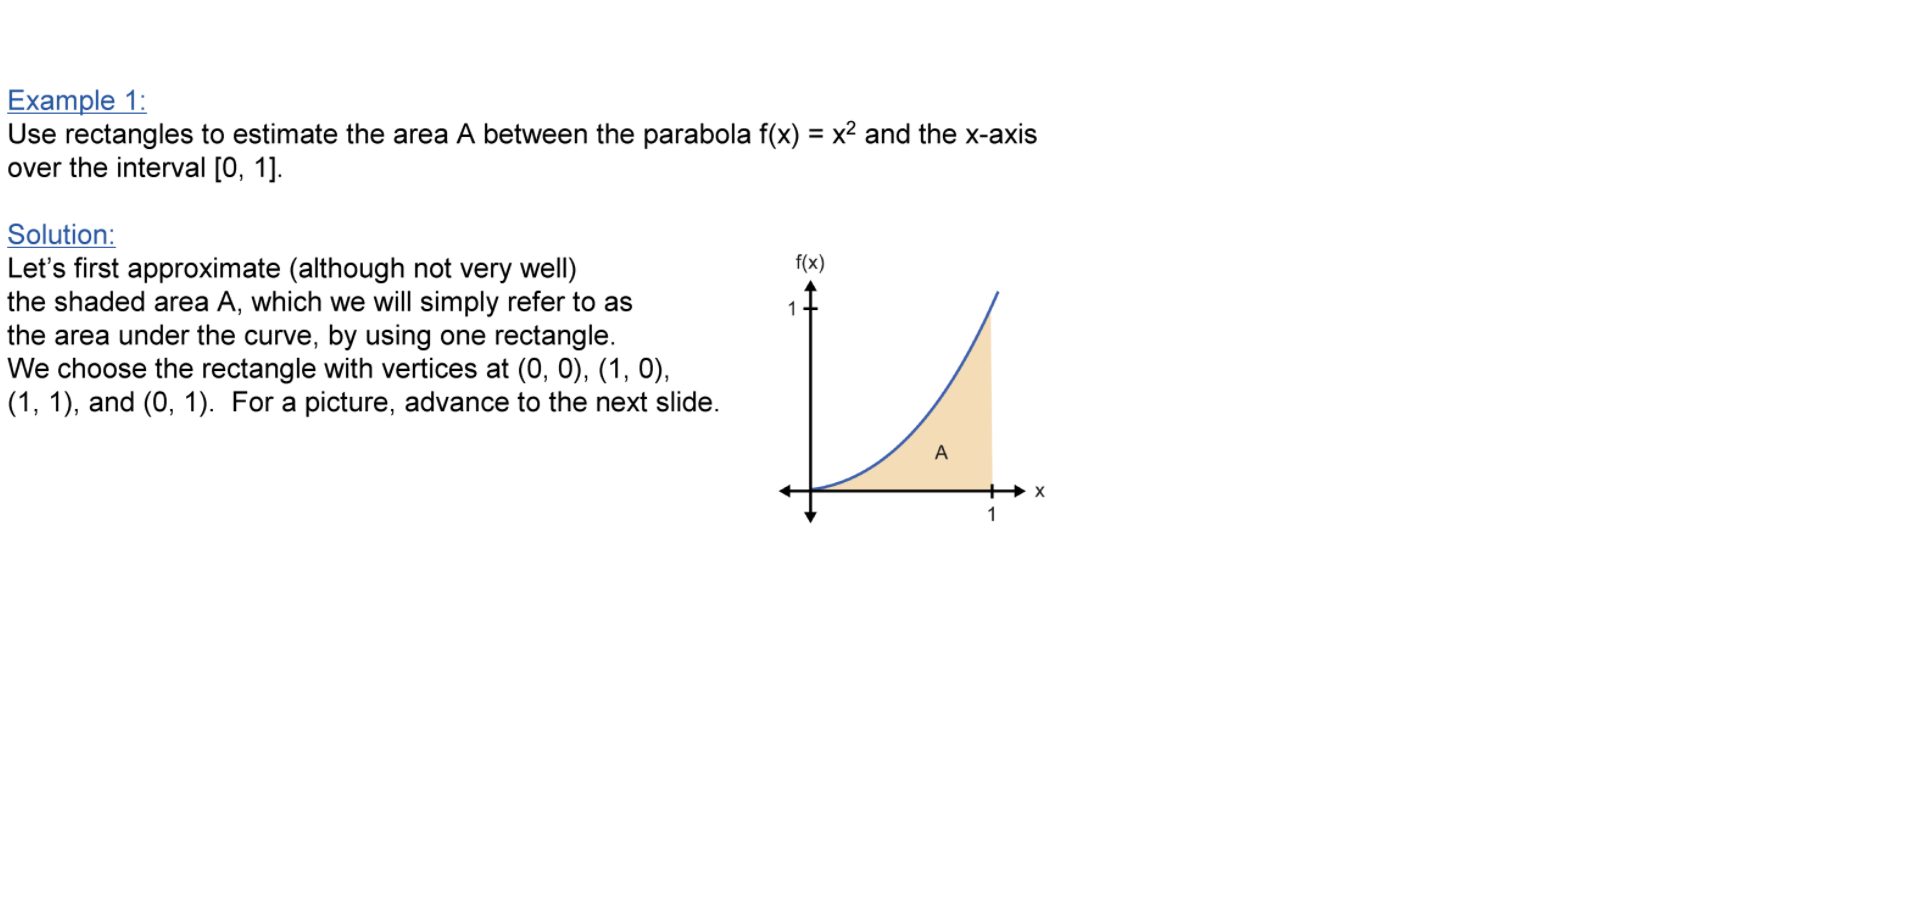 Example 1:
Use rectangles to estimate the area A between the parabola f(x) = x² and the x-axis
over the interval [0, 1].
Solution:
Let’s first approximate (although not very well)
the shaded area A, which we will simply refer to as
the area under the curve, by using one rectangle.
We choose the rectangle with vertices at (0, 0), (1, 0),
(1, 1), and (0, 1).  For a picture, advance to the next slide.
f(x)
1
A
x
1